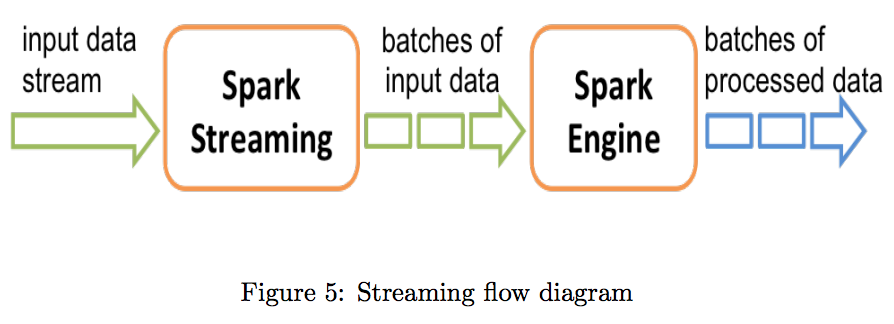 input data
stream
Spark
Streaming
batches of
input data
Spark
Engine
batches of
processed data
Figure 5: Streaming flow diagram